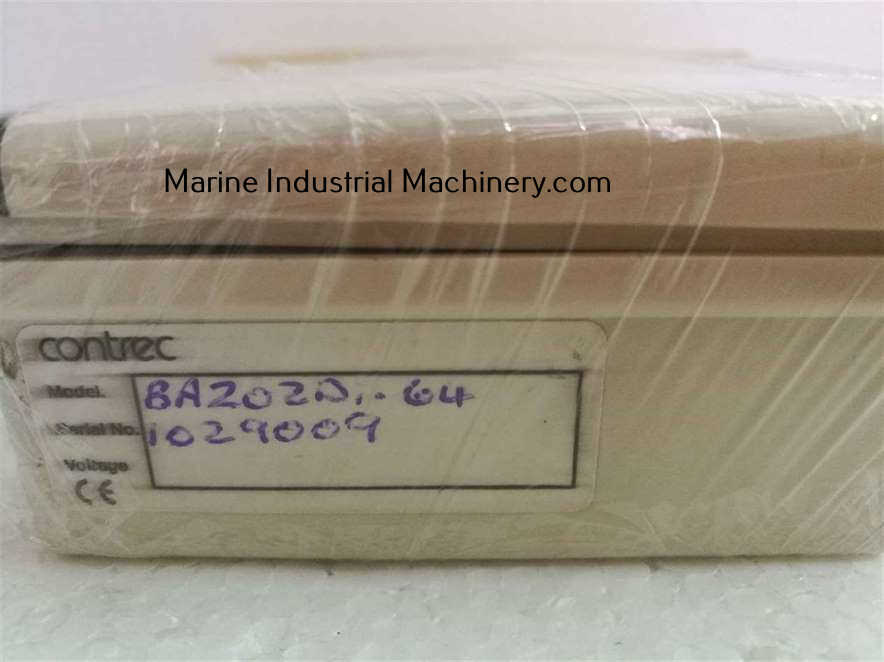 Marine Industrial Machinery.com
contrec
Model. BA202D.-64
Serial No. 1029009
Voltage
CE